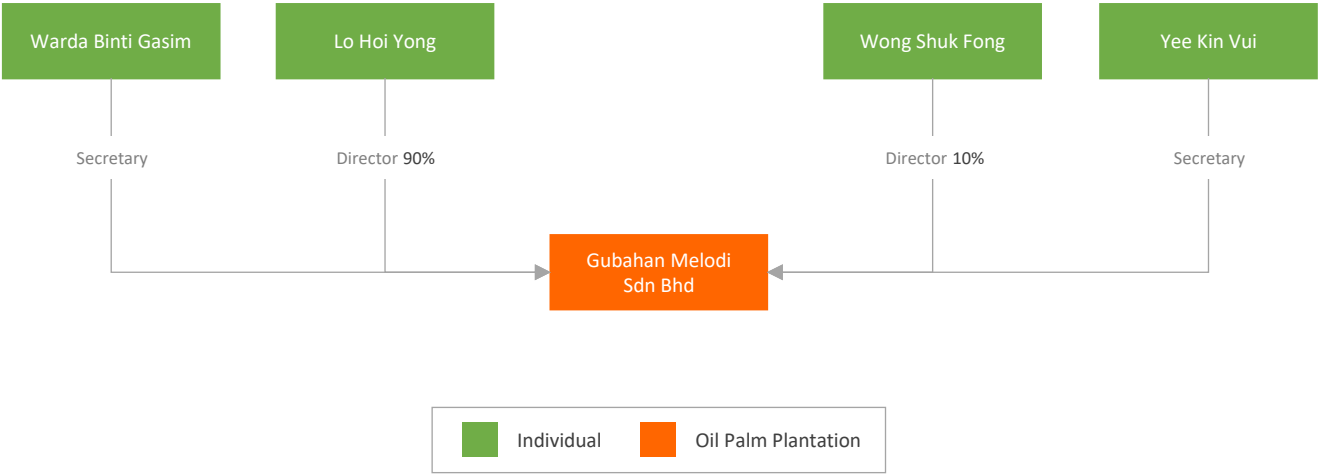 Warda Binti Gasim
Lo Hoi Yong
Wong Shuk Fong
Yee Kin Vui
Secretary
Director 90%
Director 10%
Secretary
Gubahan Melodi
Sdn Bhd
Individual
Oil Palm Plantation